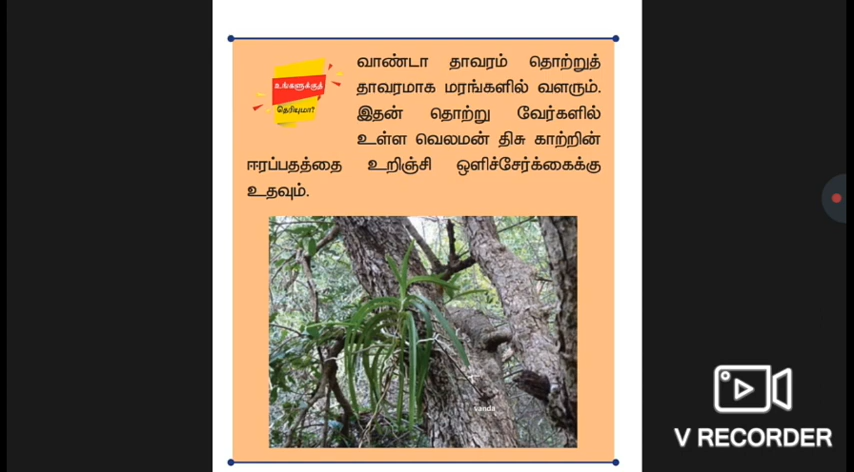 உங்களுக்குத்
தெரியுமா?
வாண்டா தாவரம் தொற்றுத்
தாவரமாக மரங்களில் வளரும்.
இதன் தொற்று வேர்களில்
உள்ள வெலமன் திசு காற்றின்
ஈரப்பதத்தை உறிஞ்சி ஒளிச்சேர்க்கைக்கு
உதவும்.
vanda
V RECORDER